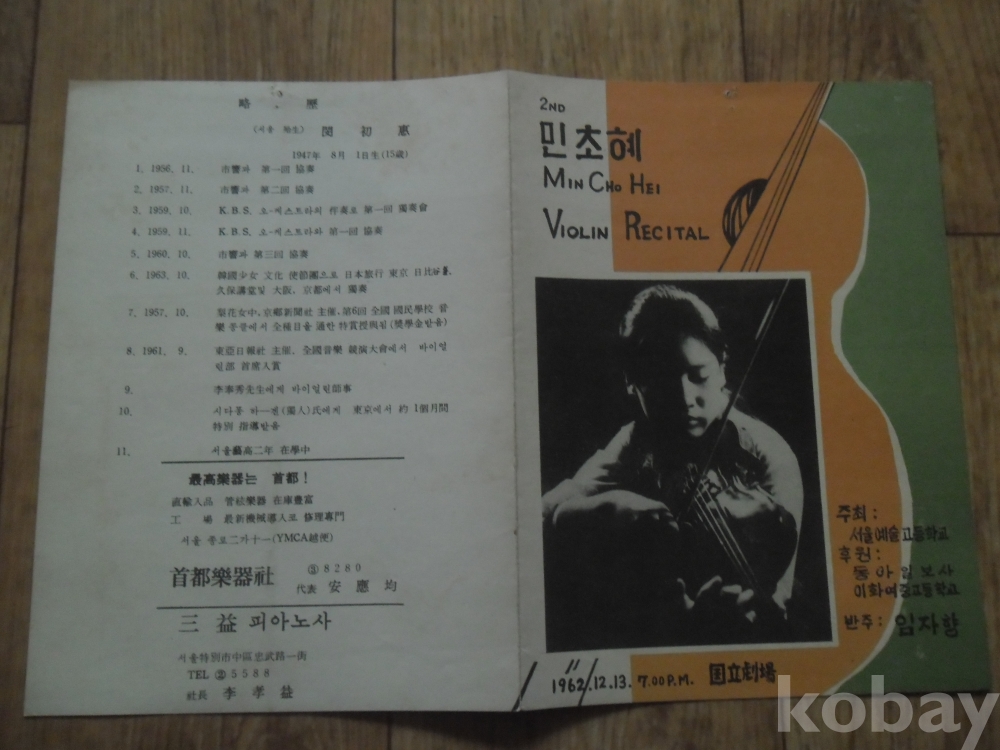 略 歷
(서울 胎生) 閔 初 惠
1947年 8月 1日生(15歲)
1. 1956. 11. 市響과 第一回 協奏
2. 1957. 11. 市響과 第二回 協奏
3. 1959. 10. K.B.S. 오-케스트라의 伴奏로 第一回 獨奏會
4. 1959. 11. K.B.S. 오-케스트라와 第一回 協奏
5. 1960. 10. 市響과 第三回 協奏
6. 1963. 10. 韓國少女 文化 使節團으로 日本旅行 東京 日比谷,
久保講堂및 大阪, 京都에서 獨奏
7. 1957. 10. 梨花女中, 京鄕新聞社 主催, 第6回 全國 國民學校 音
樂 콩쿨에서 全種目을 通한 特賞授與됨(奬學金받음)
8. 1961. 9. 東亞日報社 主催, 全國音樂 競演大會에서 바이얼
린部 首席入賞
9. 李事秀先生에게 바이얼린師事
10. (獨人)氏에게 東京에서 約 1個月間
特別 指導받음
11. 서울藝高二年 在學中
最高樂器는 首都!
直輸入品 管絃樂器 在庫豊富
工 場 最新機械導入로 修理專門
서울 종로二가十一(YMCA越便)
首都樂器社 ③8280
代表 安應均
三益 피아노사
서울特別市中區忠武路一街
TEL ②5588
社長 李孝益
2ND
민초혜
MIN CHO HEI
VIOLIN RECITAL
주최:
서울예술고등학교
후원:
동아일보사
이화여중고등학교
반주: 임자향
1962.12.13. 7.00 P.M. 国立劇場
kobay